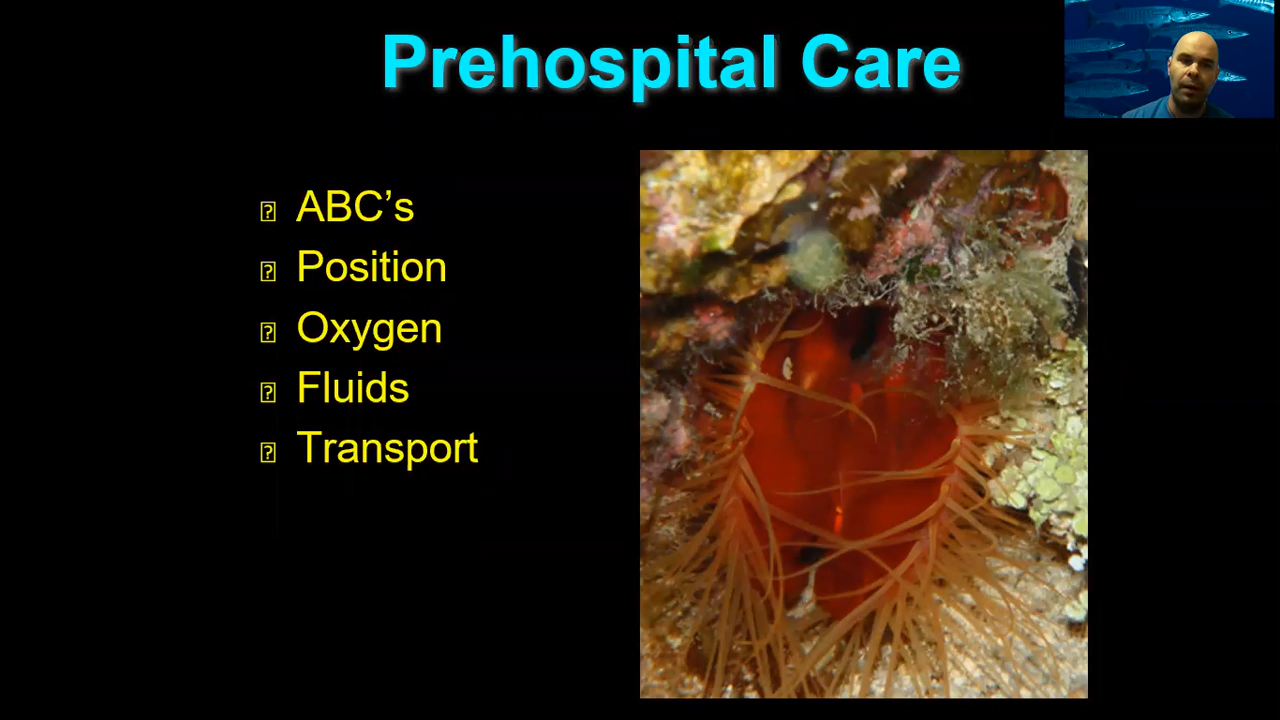 Prehospital Care
ABC’s
Position
Oxygen
Fluids
Transport